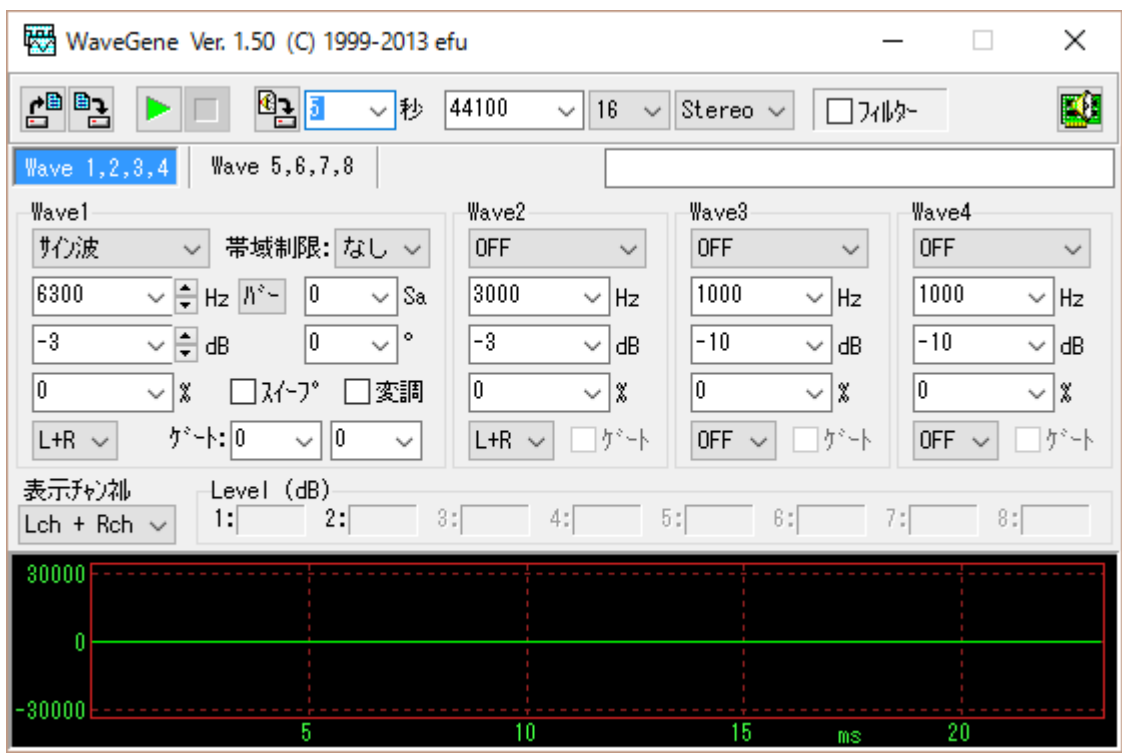 WaveGene Ver. 1.50 (C) 1999-2013 efu
5 秒 44100 16 Stereo フィルター
Wave 1,2,3,4 Wave 5,6,7,8
Wave1 Wave2 Wave3 Wave4
サイン波 帯域制限: なし OFF OFF OFF
6300 Hz バー 0 Sa 3000 Hz 1000 Hz 1000 Hz
-3 dB 0 ° -3 dB -10 dB -10 dB
0 % スイープ 変調 0 % 0 % 0 %
L+R ゲート: 0 0 L+R ゲート OFF ゲート OFF ゲート
表示チャンネル Level (dB)
Lch + Rch 1: 2: 3: 4: 5: 6: 7: 8:
30000
0
-30000
5 10 15 ms 20